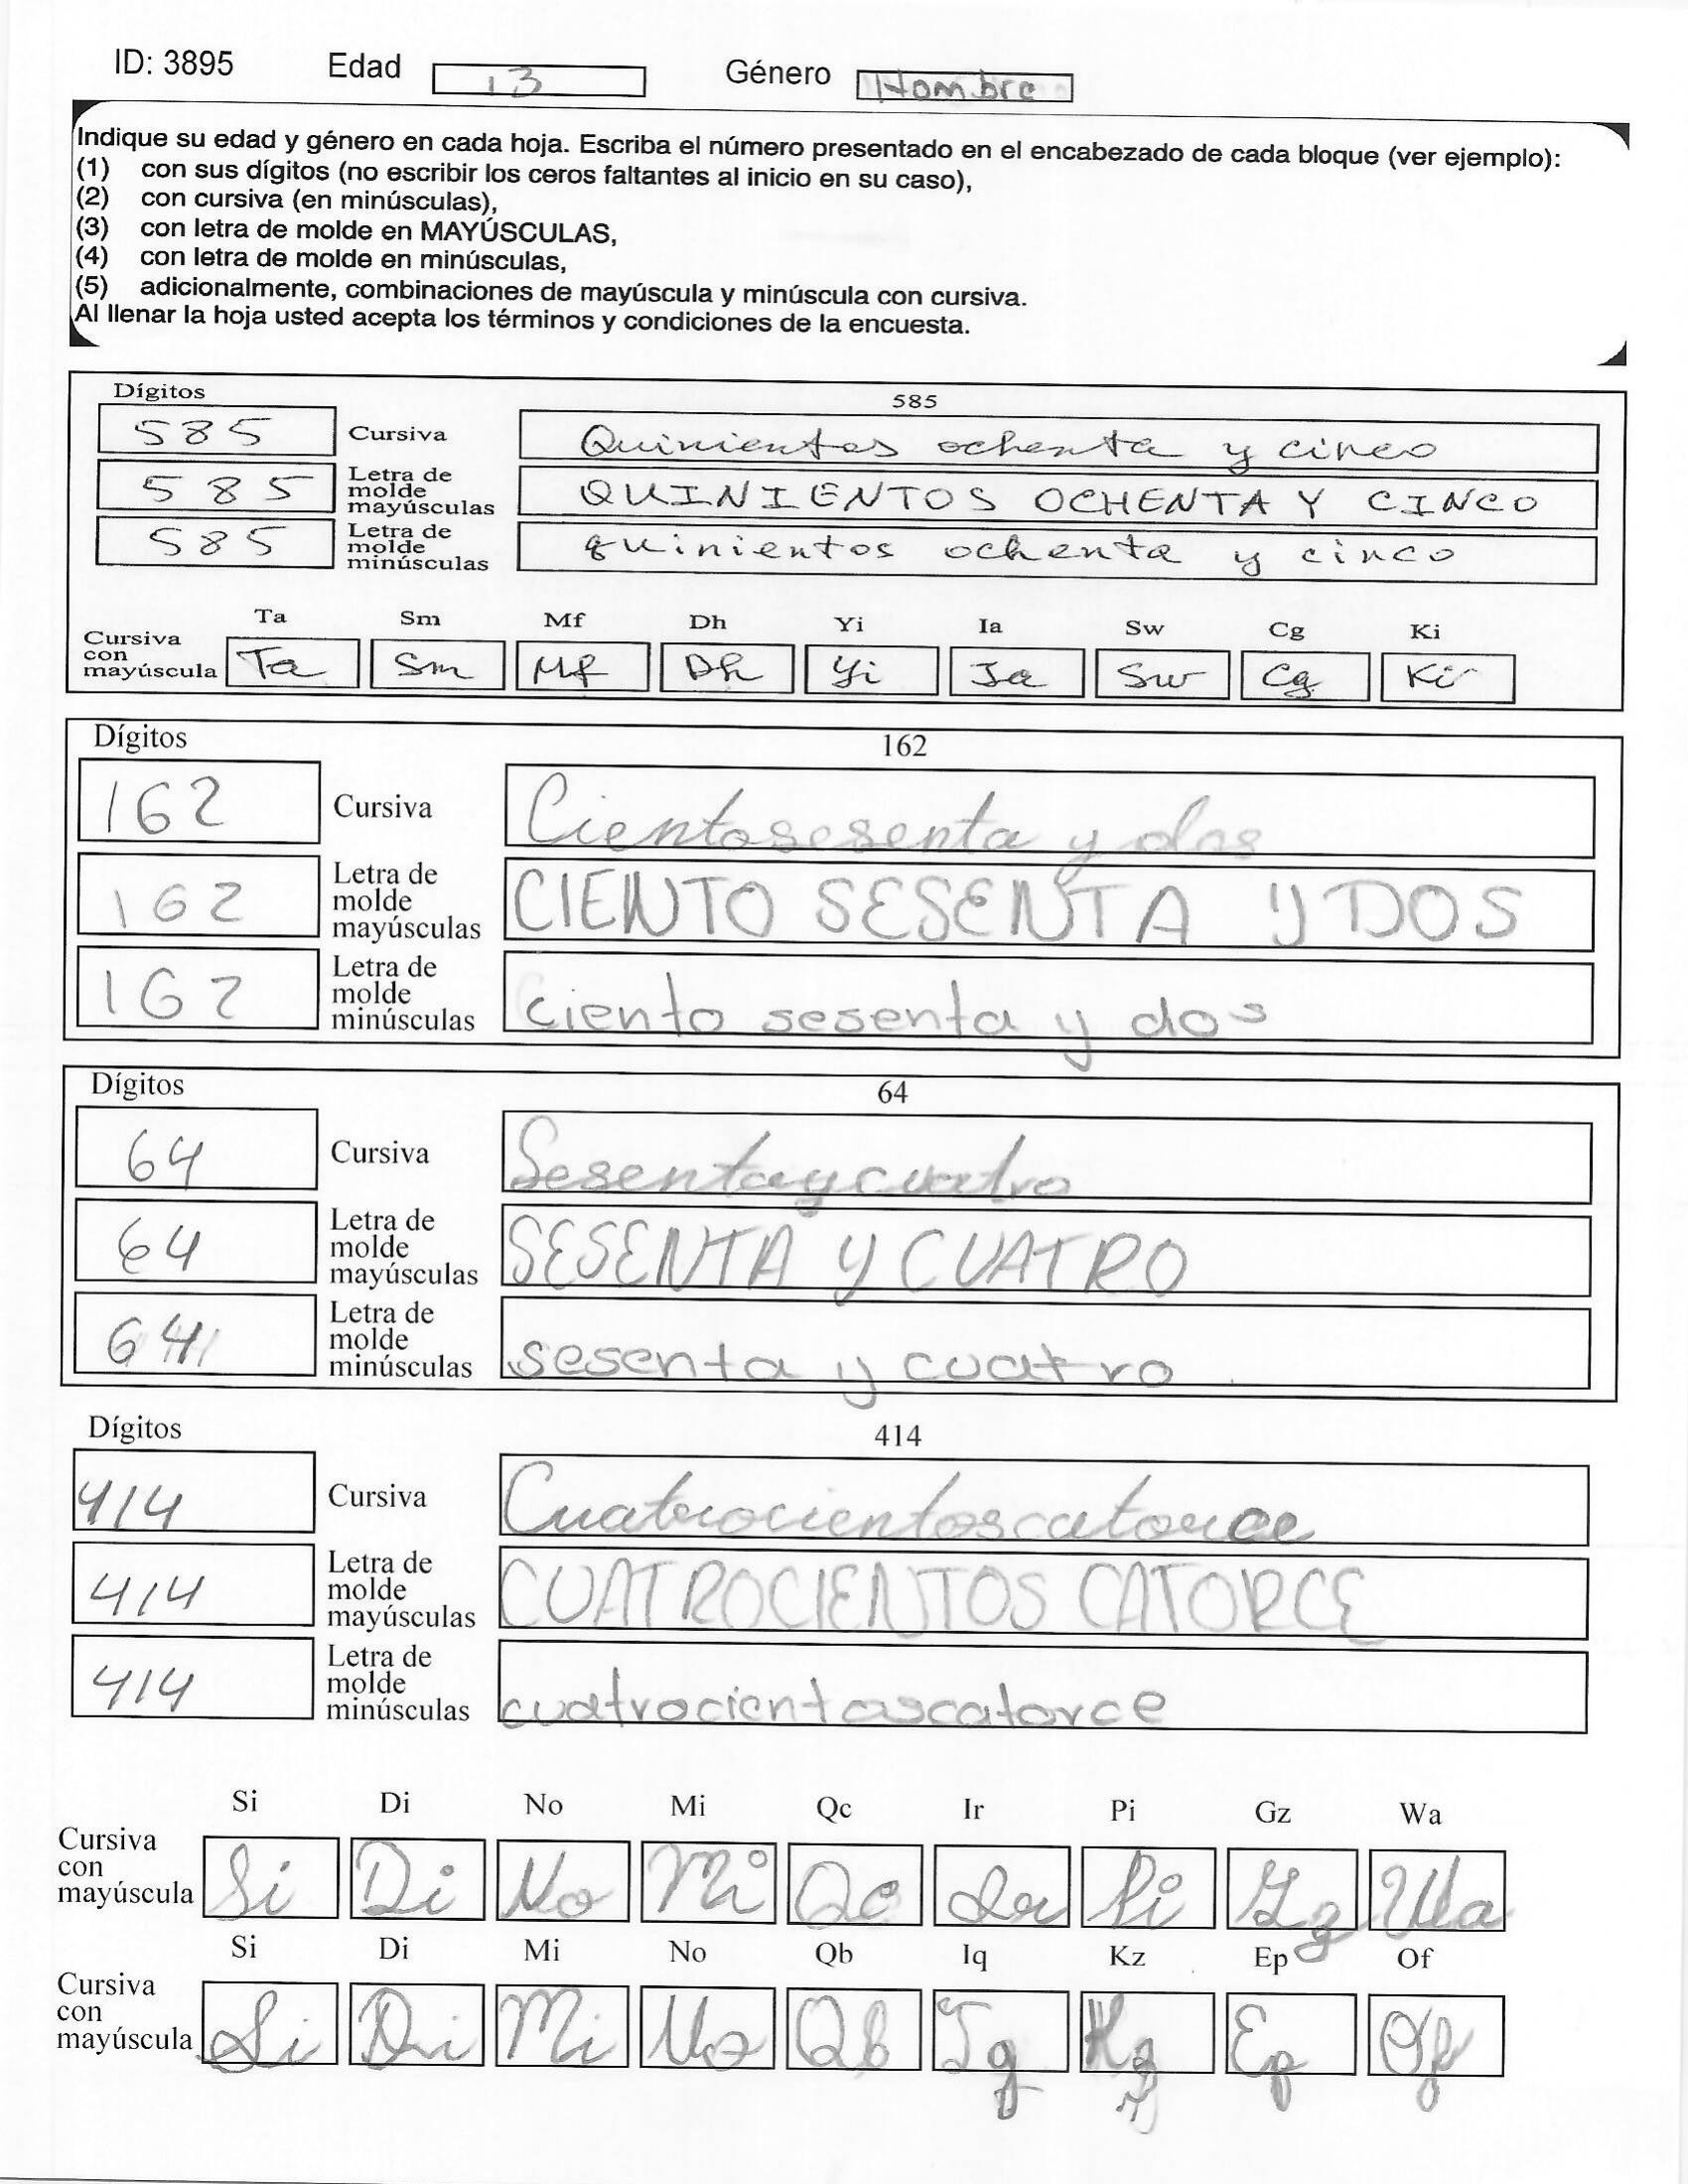 ID: 3895 Edad 13 Género Hombre
Indique su edad y género en cada hoja. Escriba el número presentado en el encabezado de cada bloque (ver ejemplo):
(1) con sus dígitos (no escribir los ceros faltantes al inicio en su caso),
(2) con cursiva (en minúsculas),
(3) con letra de molde en MAYÚSCULAS,
(4) con letra de molde en minúsculas,
(5) adicionalmente, combinaciones de mayúscula y minúscula con cursiva.
Al llenar la hoja usted acepta los términos y condiciones de la encuesta.
Dígitos 585
585 Cursiva Quinientos ochenta y cinco
585 Letra de molde mayúsculas QUINIENTOS OCHENTA Y CINCO
585 Letra de molde minúsculas quinientos ochenta y cinco
Ta Sm Mf Dh Yi Ia Sw Cg Ki
Cursiva con mayúscula Ta Sm Mf Dh Yi Ia Sw Cg Ki
Dígitos 162
162 Cursiva Ciento sesenta y dos
162 Letra de molde mayúsculas CIENTO SESENTA Y DOS
162 Letra de molde minúsculas ciento sesenta y dos
Dígitos 64
64 Cursiva Sesenta y cuatro
64 Letra de molde mayúsculas SESENTA Y CUATRO
64 Letra de molde minúsculas sesenta y cuatro
Dígitos 414
414 Cursiva Cuatrocientos catorce
414 Letra de molde mayúsculas CUATROCIENTOS CATORCE
414 Letra de molde minúsculas cuatrocientos catorce
Si Di No Mi Qc Ir Pi Gz Wa
Cursiva con mayúscula Si Di No Mi Qc Ir Pi Gz Wa
Si Di Mi No Qb Iq Kz Ep Of
Cursiva con mayúscula Si Di Mi No Qb Iq Kz Ep Of